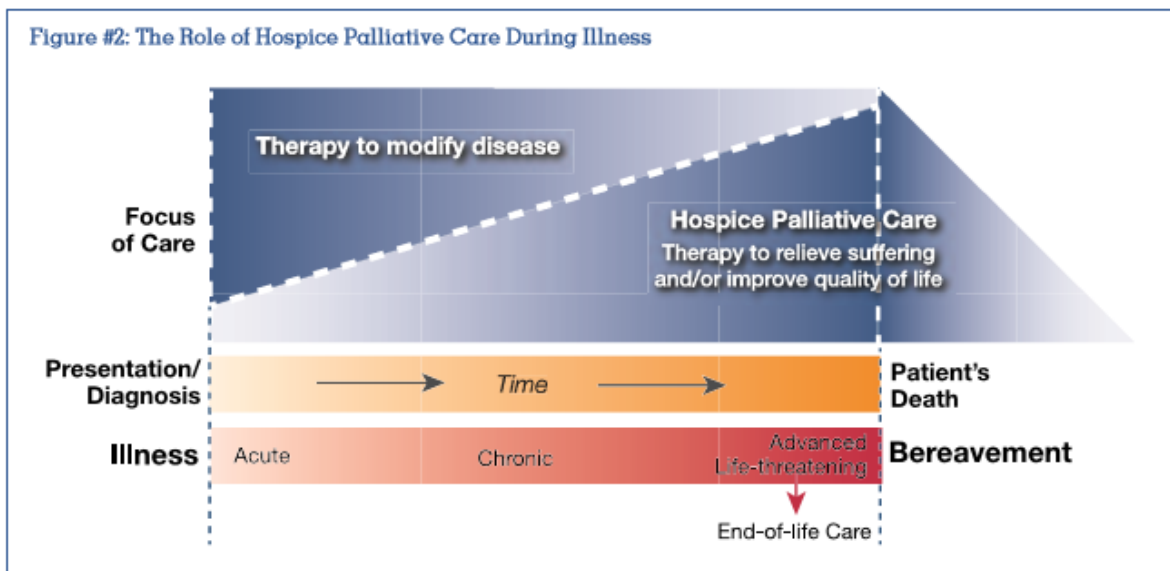 Figure #2: The Role of Hospice Palliative Care During Illness
Therapy to modify disease
Focus
of Care
Hospice Palliative Care
Therapy to relieve suffering
and/or improve quality of life
Presentation/
Diagnosis
Time
Patient's
Death
Illness
Acute
Chronic
Advanced
Life-threatening
Bereavement
End-of-life Care